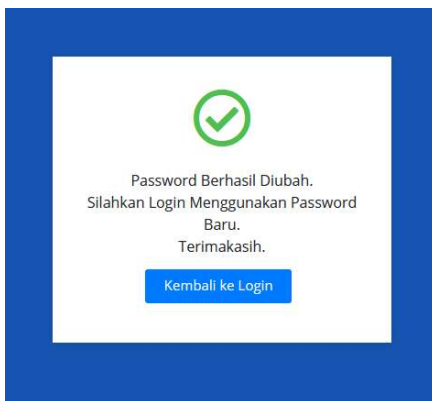 Password Berhasil Diubah.
Silahkan Login Menggunakan Password
Baru.
Terimakasih.
Kembali ke Login